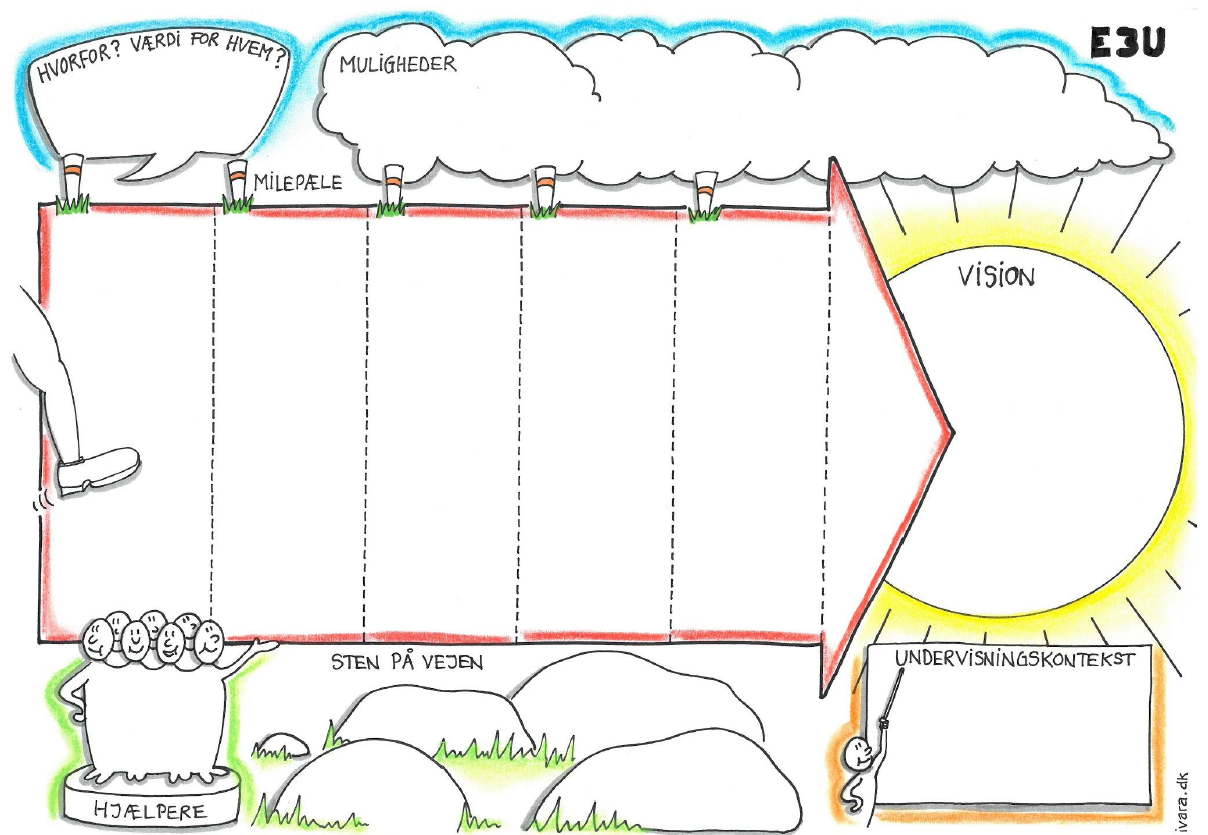 HVORFOR? VÆRDI FOR HVEM?
MULIGHEDER
E3U
MILEPÆLE
VISION
STEN PÅ VEJEN
UNDERVISNINGSKONTEKST
HJÆLPERE
ivara.dk